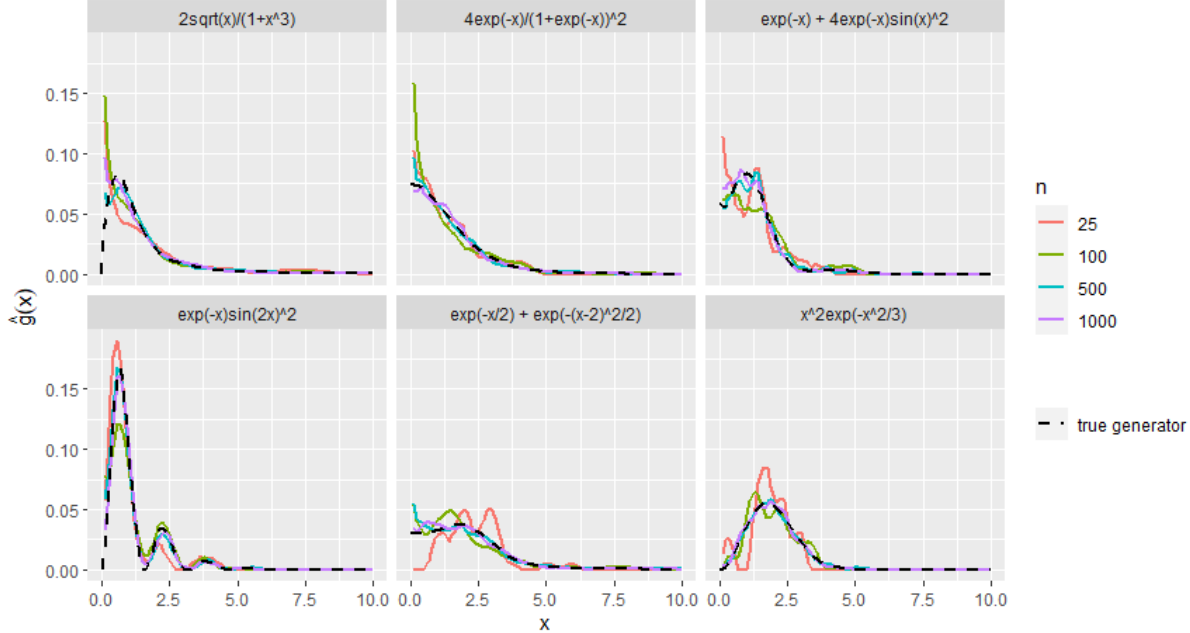 2sqrt(x)/(1+x^3)
4exp(-x)/(1+exp(-x))^2
exp(-x) + 4exp(-x)sin(x)^2
0.15
0.10
0.05
0.00
exp(-x)sin(2x)^2
exp(-x/2) + exp(-(x-2)^2/2)
x^2exp(-x^2/3)
0.15
0.10
0.05
0.00
0.0 2.5 5.0 7.5 10.0
0.0 2.5 5.0 7.5 10.0
0.0 2.5 5.0 7.5 10.0
x
ĝ(x)
n
25
100
500
1000
true generator